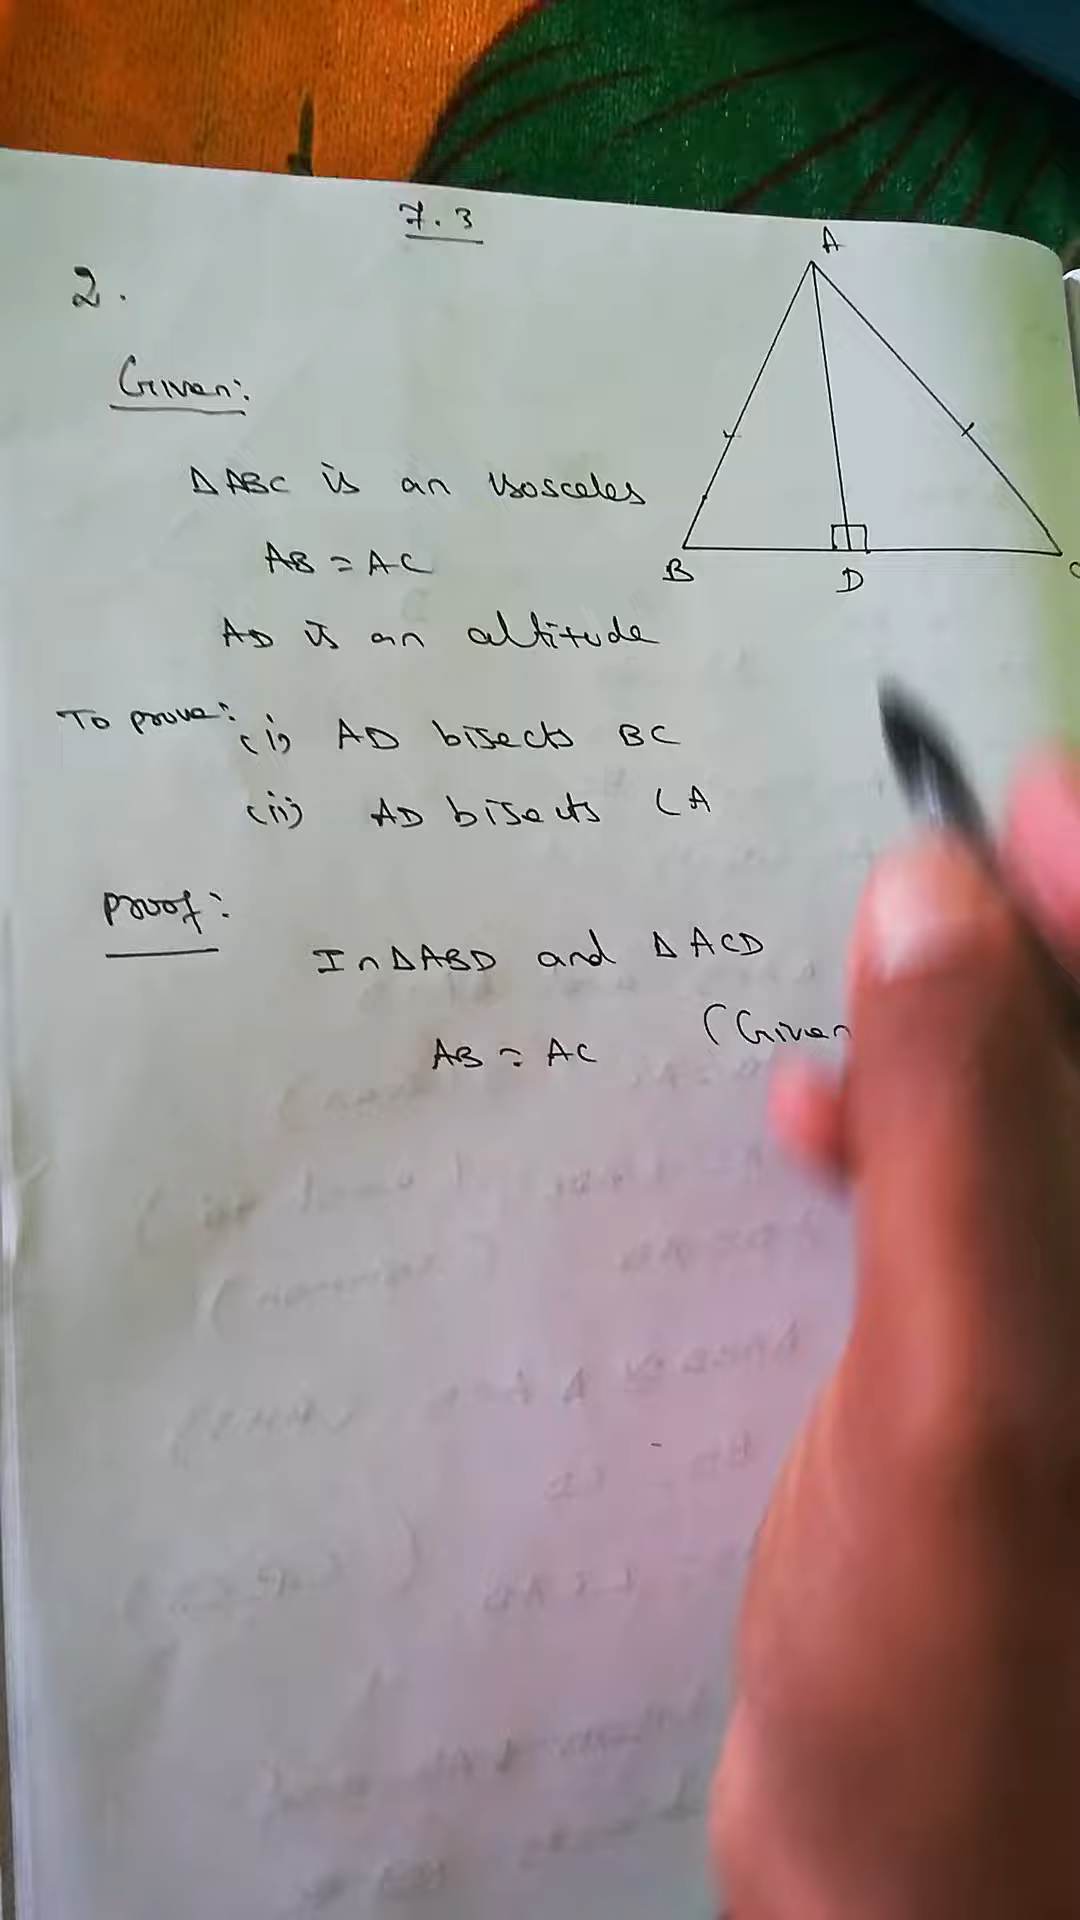 7.3
2.
A
Given:
ΔABC is an isosceles
AB = AC
B
D
C
AD is an altitude
To prove: (i) AD bisects BC
(ii) AD bisects ∠A
Proof:
In ΔABD and ΔACD
AB = AC (Given